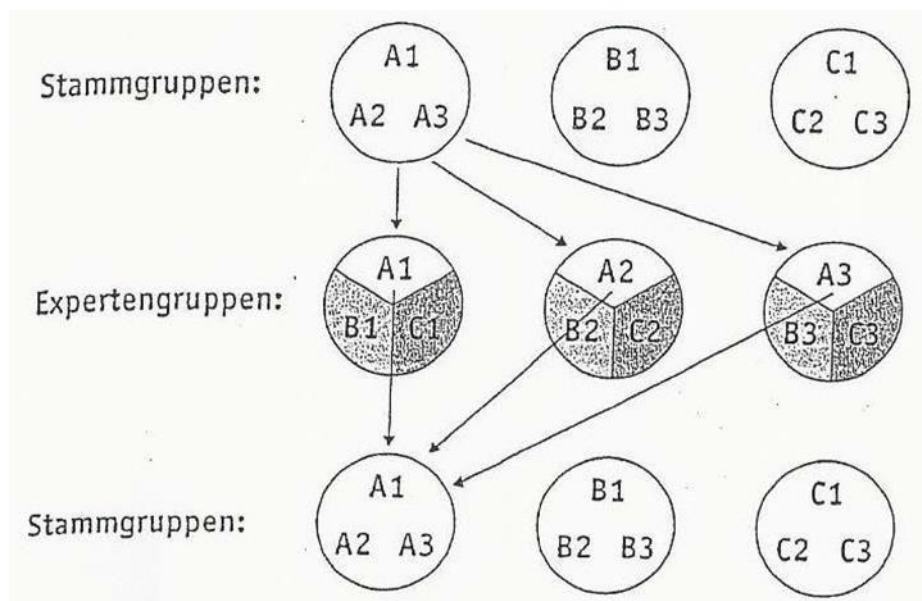 A1 B1 C1
Stammgruppen:
A2 A3 B2 B3 C2 C3
A1 A2 A3
Expertengruppen:
B1 C1 B2 C2 B3 C3
A1 B1 C1
Stammgruppen:
A2 A3 B2 B3 C2 C3